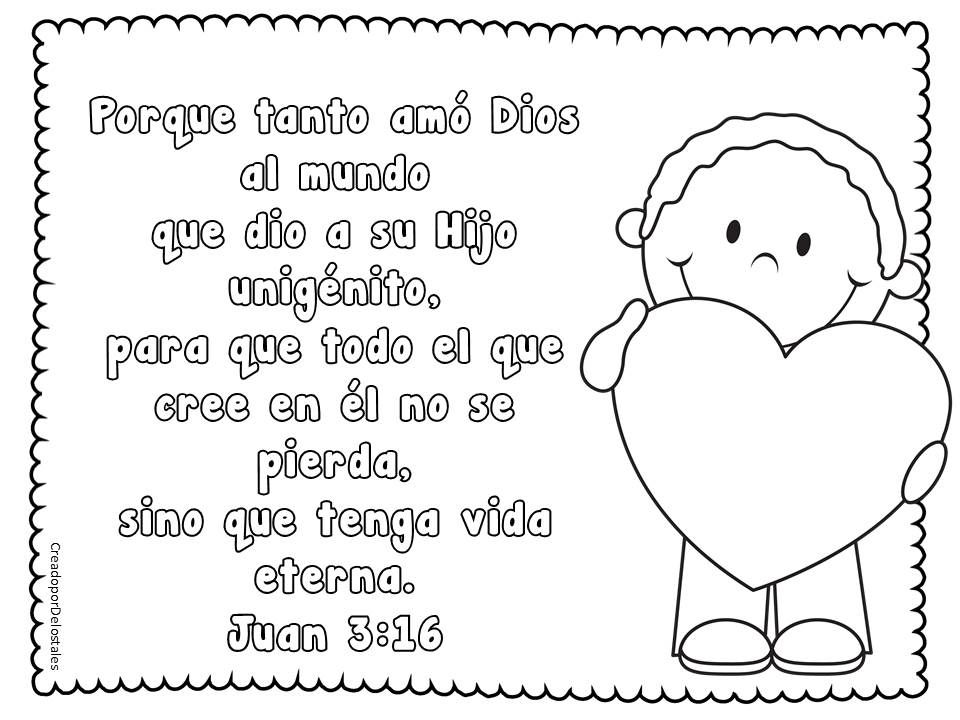 Porque tanto amó Dios
al mundo
que dio a su Hijo
unigénito,
para que todo el que
cree en él no se
pierda,
sino que tenga vida
eterna.
Juan 3:16
CreadoporDelostales